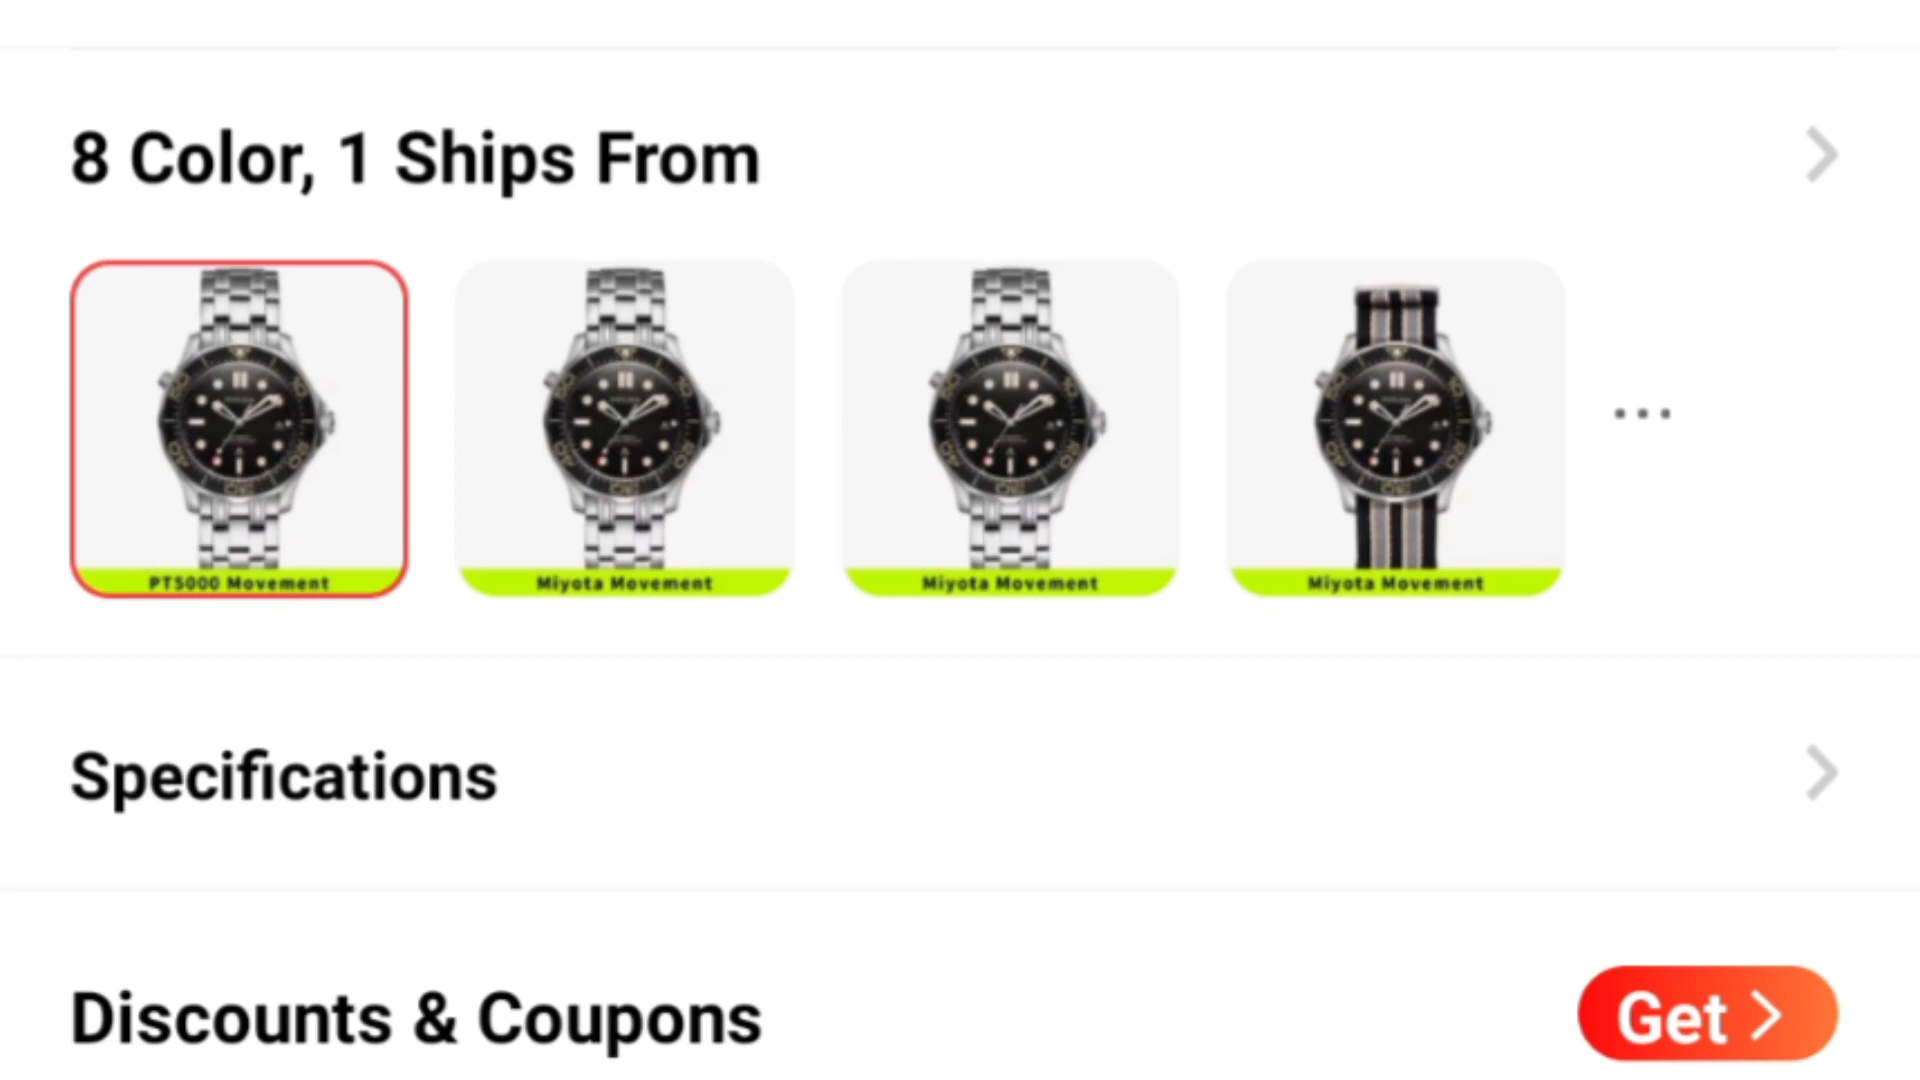 8 Color, 1 Ships From
PT5000 Movement
Miyota Movement
Miyota Movement
Miyota Movement
Specifications
Discounts & Coupons
Get